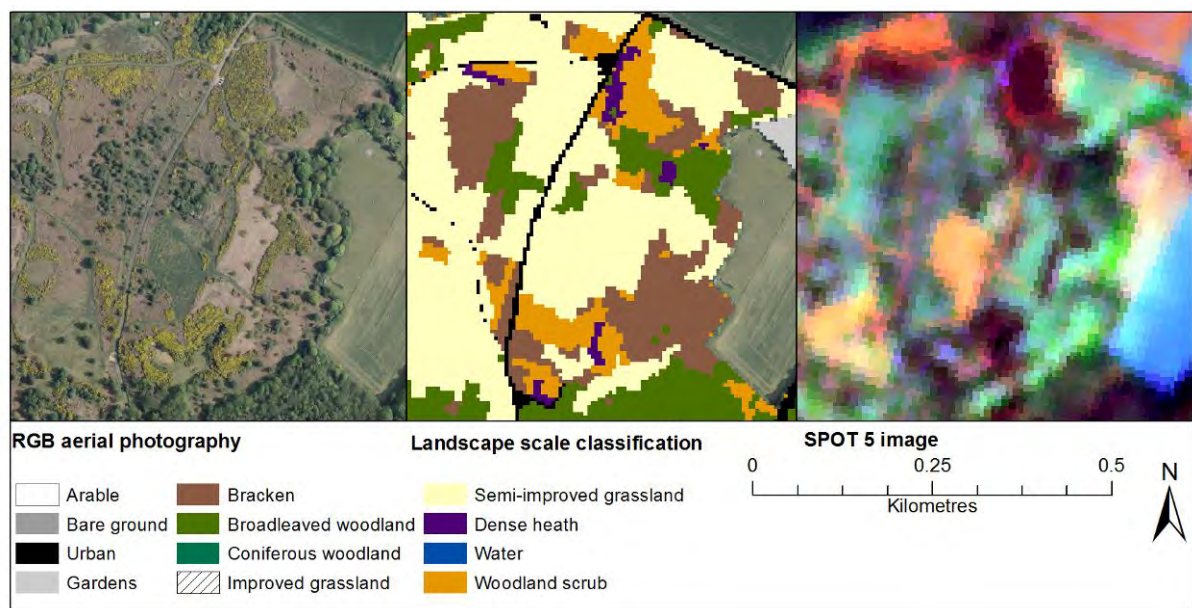 RGB aerial photography
Landscape scale classification
SPOT 5 image
0 0.25 0.5
Kilometres
N
Arable
Bracken
Semi-improved grassland
Bare ground
Broadleaved woodland
Dense heath
Urban
Coniferous woodland
Water
Gardens
Improved grassland
Woodland scrub